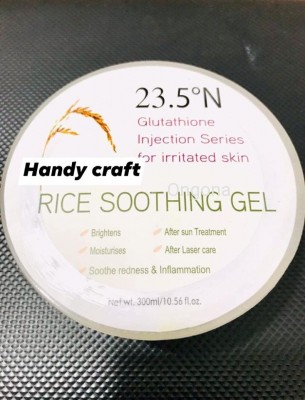 23.5°N
Glutathione
Injection Series
for irritated skin
Handy craft
Ongona
RICE SOOTHING GEL
Brightens
After sun Treatment
Moisturises
After Laser care
Soothe redness & Inflammation
Net wt. 300ml/10.56 fl.oz.